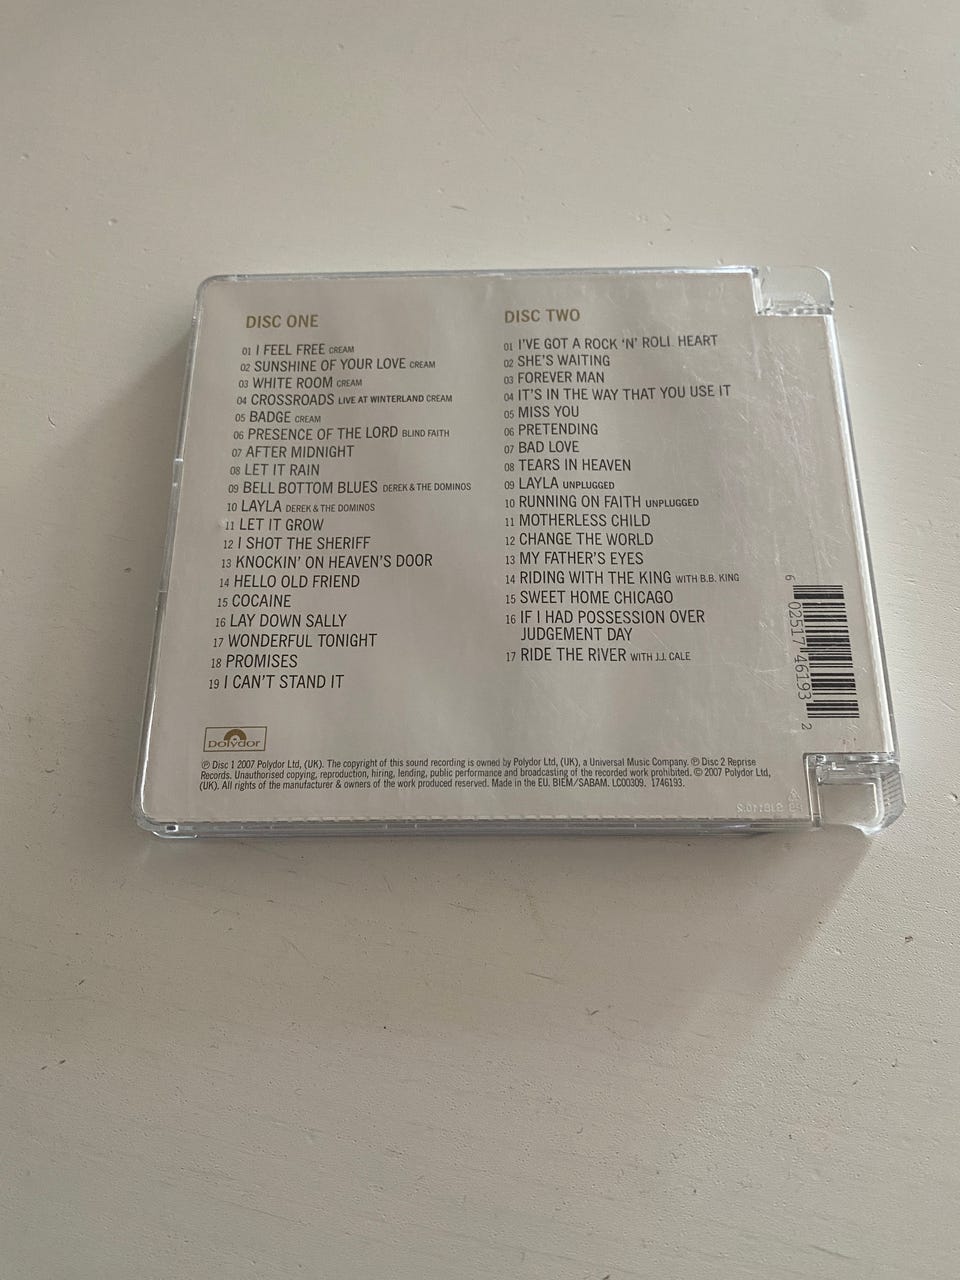 DISC ONE
01 I FEEL FREE CREAM
02 SUNSHINE OF YOUR LOVE CREAM
03 WHITE ROOM CREAM
04 CROSSROADS LIVE AT WINTERLAND CREAM
05 BADGE CREAM
06 PRESENCE OF THE LORD BLIND FAITH
07 AFTER MIDNIGHT
08 LET IT RAIN
09 BELL BOTTOM BLUES DEREK & THE DOMINOS
10 LAYLA DEREK & THE DOMINOS
11 LET IT GROW
12 I SHOT THE SHERIFF
13 KNOCKIN' ON HEAVEN'S DOOR
14 HELLO OLD FRIEND
15 COCAINE
16 LAY DOWN SALLY
17 WONDERFUL TONIGHT
18 PROMISES
19 I CAN'T STAND IT
DISC TWO
01 I'VE GOT A ROCK 'N' ROLL HEART
02 SHE'S WAITING
03 FOREVER MAN
04 IT'S IN THE WAY THAT YOU USE IT
05 MISS YOU
06 PRETENDING
07 BAD LOVE
08 TEARS IN HEAVEN
09 LAYLA UNPLUGGED
10 RUNNING ON FAITH UNPLUGGED
11 MOTHERLESS CHILD
12 CHANGE THE WORLD
13 MY FATHER'S EYES
14 RIDING WITH THE KING WITH B.B. KING
15 SWEET HOME CHICAGO
16 IF I HAD POSSESSION OVER
JUDGEMENT DAY
17 RIDE THE RIVER WITH J.J. CALE
6 02517 46193 2
Polydor
℗ Disc 1 2007 Polydor Ltd, (UK). The copyright of this sound recording is owned by Polydor Ltd, (UK), a Universal Music Company. ℗ Disc 2 Reprise
Records. Unauthorised copying, reproduction, hiring, lending, public performance and broadcasting of the recorded work prohibited. © 2007 Polydor Ltd,
(UK). All rights of the manufacturer & owners of the work produced reserved. Made in the EU. BIEM/SABAM. LC00309. 1746193.